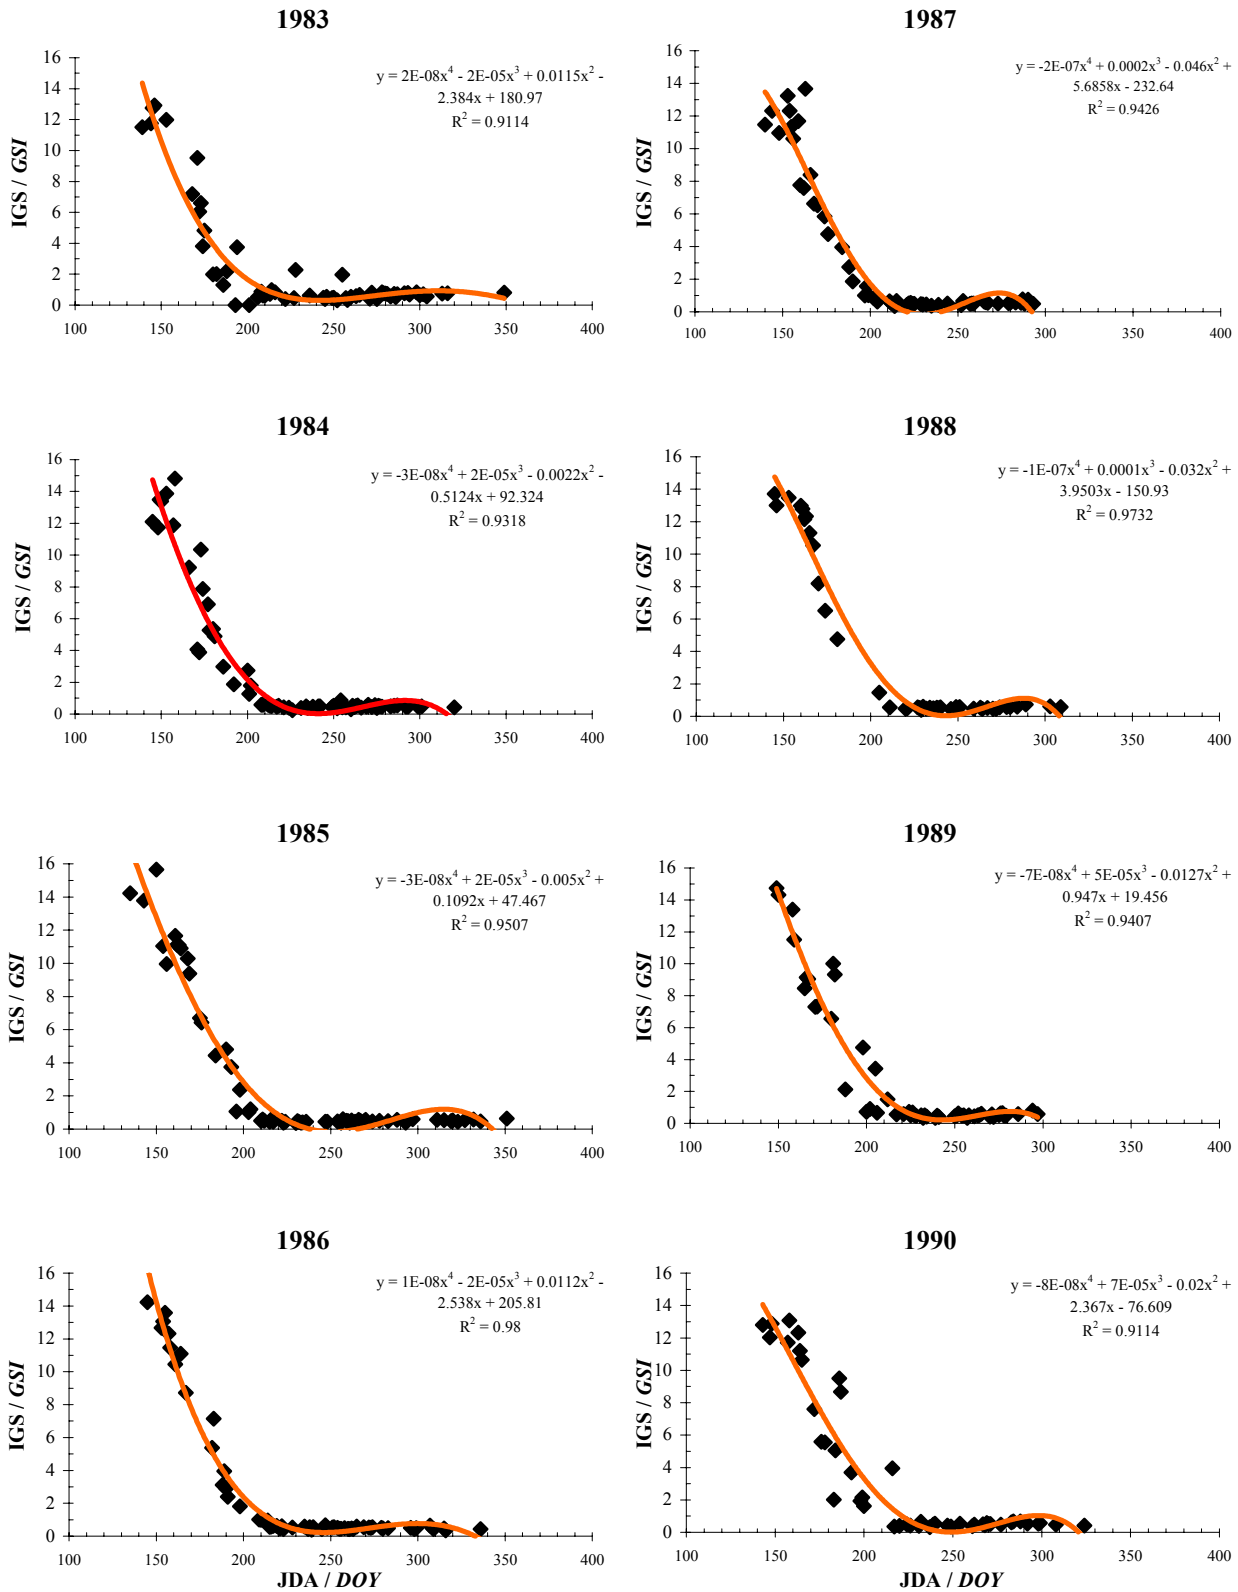 1983
y = 2E-08x⁴ - 2E-05x³ + 0.0115x² -
2.384x + 180.97
R² = 0.9114
IGS / GSI
16
14
12
10
8
6
4
2
0
100 150 200 250 300 350 400
1987
y = -2E-07x⁴ + 0.0002x³ - 0.046x² +
5.6858x - 232.64
R² = 0.9426
IGS / GSI
16
14
12
10
8
6
4
2
0
100 150 200 250 300 350 400
1984
y = -3E-08x⁴ + 2E-05x³ - 0.0022x² -
0.5124x + 92.324
R² = 0.9318
IGS / GSI
16
14
12
10
8
6
4
2
0
100 150 200 250 300 350 400
1988
y = -1E-07x⁴ + 0.0001x³ - 0.032x² +
3.9503x - 150.93
R² = 0.9732
IGS / GSI
16
14
12
10
8
6
4
2
0
100 150 200 250 300 350 400
1985
y = -3E-08x⁴ + 2E-05x³ - 0.005x² +
0.1092x + 47.467
R² = 0.9507
IGS / GSI
16
14
12
10
8
6
4
2
0
100 150 200 250 300 350 400
1989
y = -7E-08x⁴ + 5E-05x³ - 0.0127x² +
0.947x + 19.456
R² = 0.9407
IGS / GSI
16
14
12
10
8
6
4
2
0
100 150 200 250 300 350 400
1986
y = 1E-08x⁴ - 2E-05x³ + 0.0112x² -
2.538x + 205.81
R² = 0.98
IGS / GSI
16
14
12
10
8
6
4
2
0
100 150 200 250 300 350 400
JDA / DOY
1990
y = -8E-08x⁴ + 7E-05x³ - 0.02x² +
2.367x - 76.609
R² = 0.9114
IGS / GSI
16
14
12
10
8
6
4
2
0
100 150 200 250 300 350 400
JDA / DOY